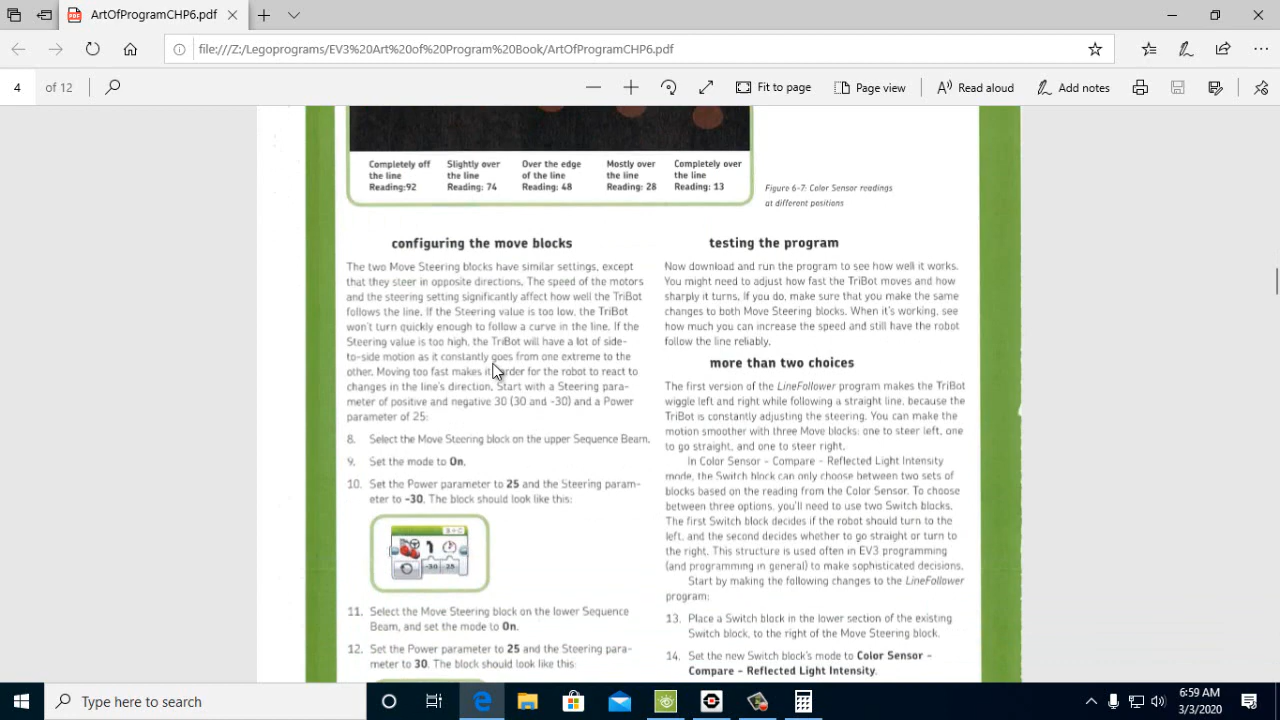 ArtOfProgramCHP6.pdf
file:///Z:/Legoprograms/EV3%20Art%20of%20Program%20Book/ArtOfProgramCHP6.pdf
4 of 12
Fit to page
Page view
Read aloud
Add notes
Completely off
the line
Reading:92
Slightly over
the line
Reading: 74
Over the edge
of the line
Reading: 48
Mostly over
the line
Reading: 28
Completely over
the line
Reading: 13
Figure 6-7: Color Sensor readings
at different positions
configuring the move blocks
The two Move Steering blocks have similar settings, except
that they steer in opposite directions. The speed of the motors
and the steering setting significantly affect how well the TriBot
follows the line. If the Steering value is too low, the TriBot
won't turn quickly enough to follow a curve in the line. If the
Steering value is too high, the TriBot will have a lot of side-
to-side motion as it constantly goes from one extreme to the
other. Moving too fast makes it harder for the robot to react to
changes in the line's direction. Start with a Steering para-
meter of positive and negative 30 (30 and -30) and a Power
parameter of 25:
8. Select the Move Steering block on the upper Sequence Beam.
9. Set the mode to On.
10. Set the Power parameter to 25 and the Steering param-
eter to -30. The block should look like this:
B + C
-30 25
11. Select the Move Steering block on the lower Sequence
Beam, and set the mode to On.
12. Set the Power parameter to 25 and the Steering para-
meter to 30. The block should look like this:
testing the program
Now download and run the program to see how well it works.
You might need to adjust how fast the TriBot moves and how
sharply it turns. If you do, make sure that you make the same
changes to both Move Steering blocks. When it's working, see
how much you can increase the speed and still have the robot
follow the line reliably.
more than two choices
The first version of the LineFollower program makes the TriBot
wiggle left and right while following a straight line, because the
TriBot is constantly adjusting the steering. You can make the
motion smoother with three Move blocks: one to steer left, one
to go straight, and one to steer right.
In Color Sensor - Compare - Reflected Light Intensity
mode, the Switch block can only choose between two sets of
blocks based on the reading from the Color Sensor. To choose
between three options, you'll need to use two Switch blocks.
The first Switch block decides if the robot should turn to the
left, and the second decides whether to go straight or turn to
the right. This structure is used often in EV3 programming
(and programming in general) to make sophisticated decisions.
Start by making the following changes to the LineFollower
program:
13. Place a Switch block in the lower section of the existing
Switch block, to the right of the Move Steering block.
14. Set the new Switch block's mode to Color Sensor -
Compare - Reflected Light Intensity.
Type here to search
6:59 AM
3/3/2020